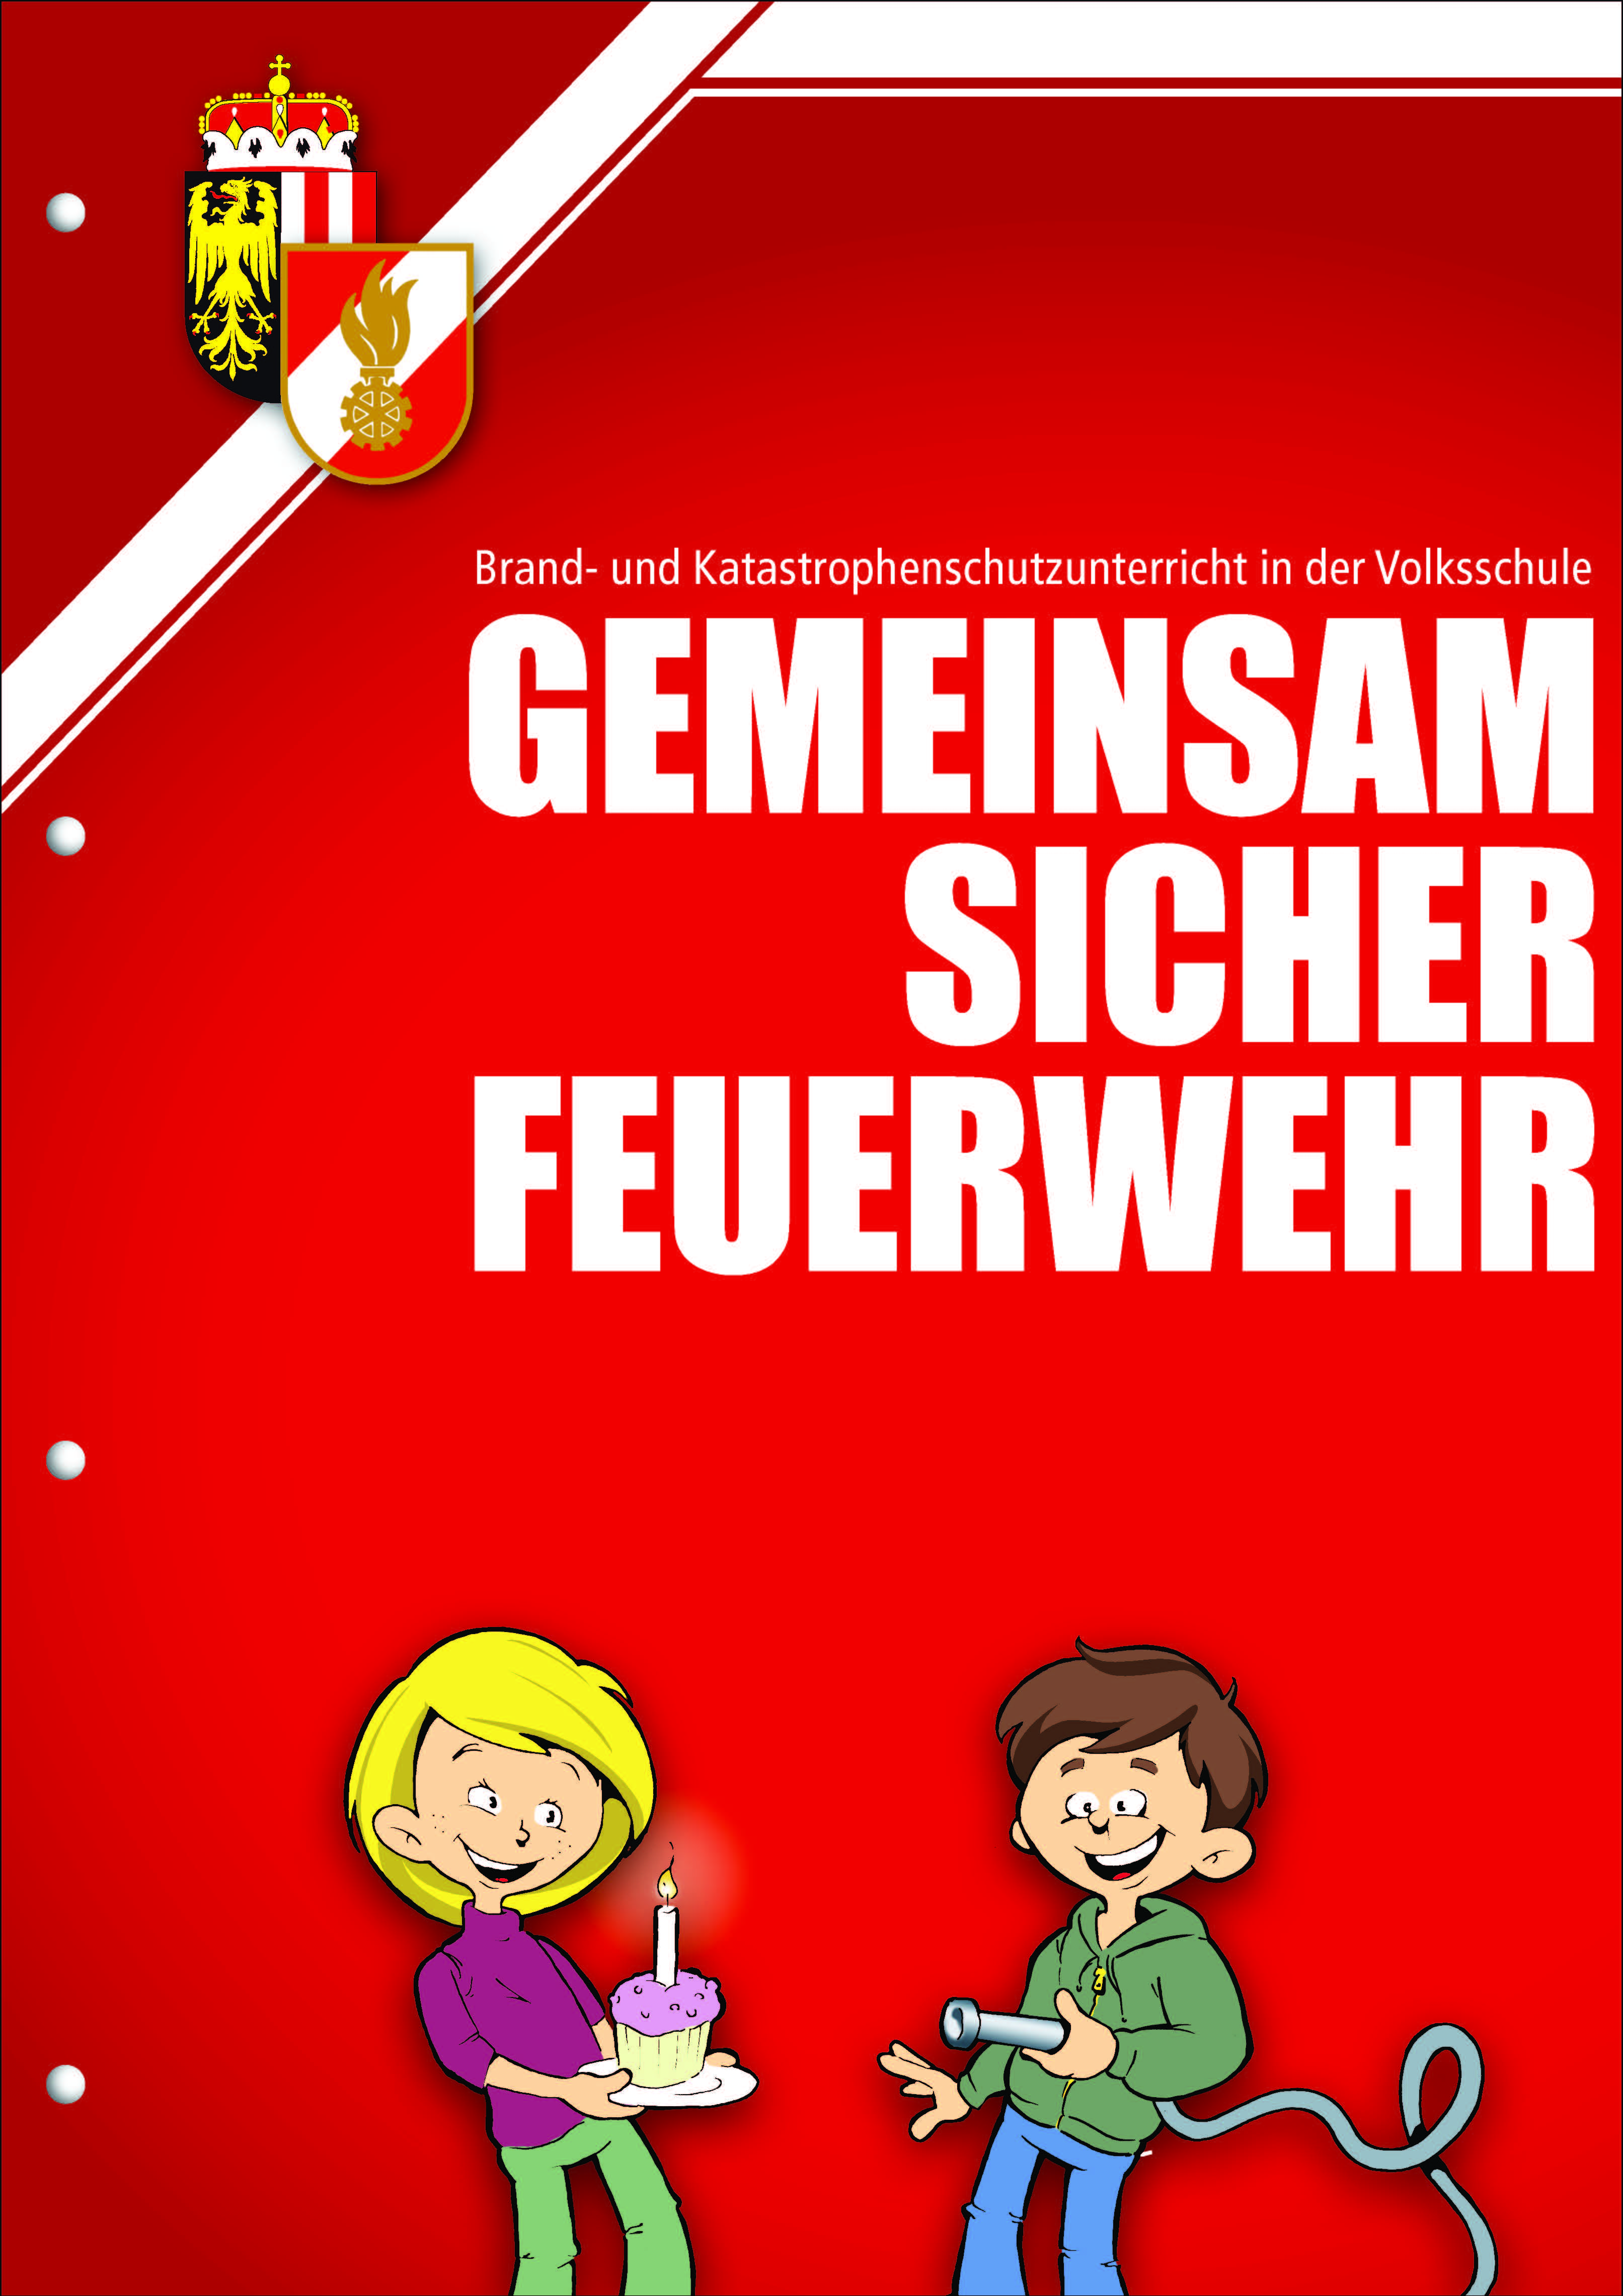 Brand- und Katastrophenschutzunterricht in der Volksschule
GEMEINSAM
SICHER
FEUERWEHR